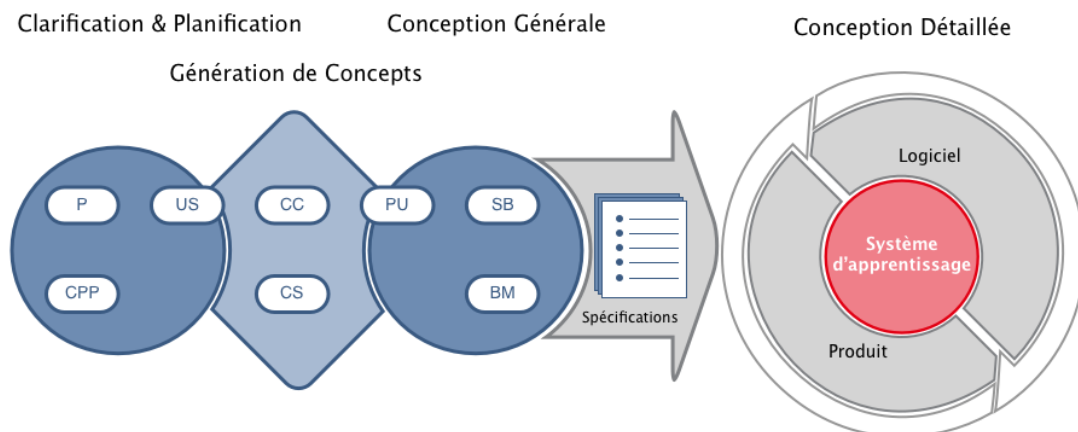 Clarification & Planification
Conception Générale
Conception Détaillée
Génération de Concepts
P
US
CC
PU
SB
CPP
CS
BM
Spécifications
Logiciel
Système
d'apprentissage
Produit